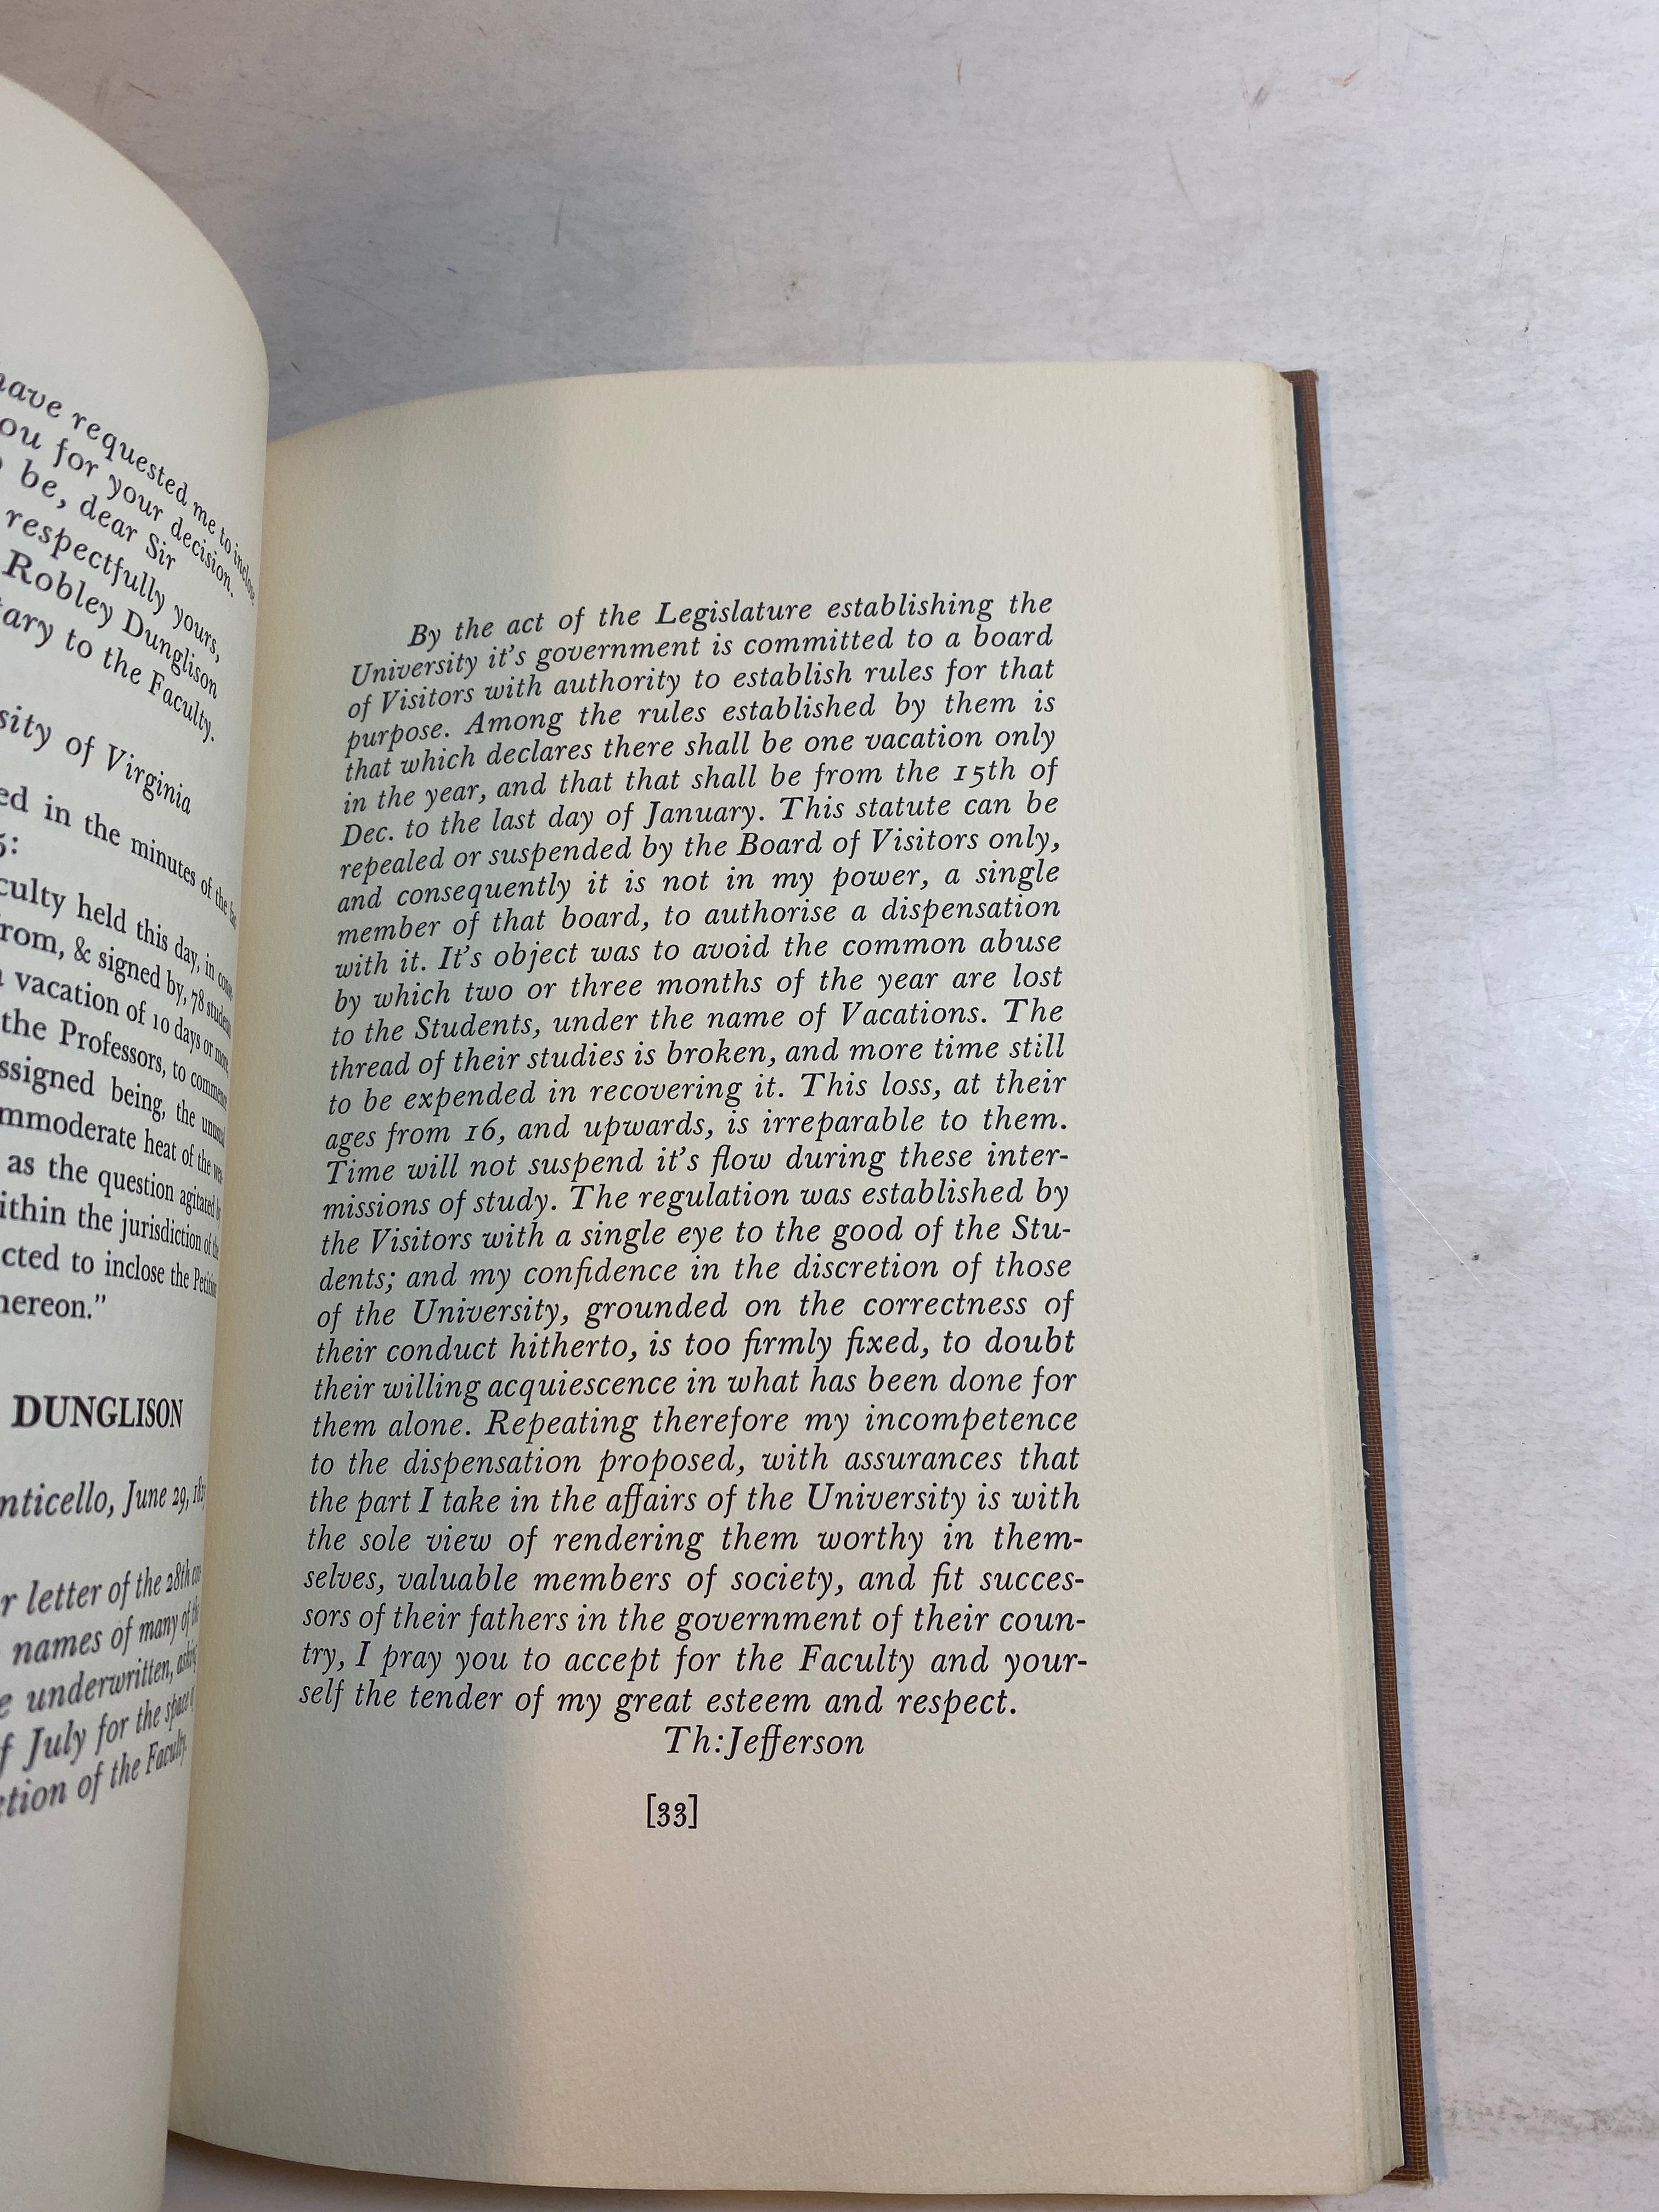 have requested me to inclose
ou for your decision.
be, dear Sir
respectfully yours,
Robley Dunglison
tary to the Faculty.
sity of Virginia
ed in the minutes of the
5:
culty held this day, in
from, & signed by, 78
vacation of 10 days or more,
the Professors, to
ssigned being, the
mmoderate heat of the
as the question agitated
ithin the jurisdiction of the
cted to inclose the
hereon.”
DUNGLISON
nticello, June 29,
r letter of the 28th
names of many of the
e underwritten,
f July for the space
ction of the Faculty.
By the act of the Legislature establishing the
University it's government is committed to a board
of Visitors with authority to establish rules for that
purpose. Among the rules established by them is
that which declares there shall be one vacation only
in the year, and that that shall be from the 15th of
Dec. to the last day of January. This statute can be
repealed or suspended by the Board of Visitors only,
and consequently it is not in my power, a single
member of that board, to authorise a dispensation
with it. It's object was to avoid the common abuse
by which two or three months of the year are lost
to the Students, under the name of Vacations. The
thread of their studies is broken, and more time still
to be expended in recovering it. This loss, at their
ages from 16, and upwards, is irreparable to them.
Time will not suspend it's flow during these inter-
missions of study. The regulation was established by
the Visitors with a single eye to the good of the Stu-
dents; and my confidence in the discretion of those
of the University, grounded on the correctness of
their conduct hitherto, is too firmly fixed, to doubt
their willing acquiescence in what has been done for
them alone. Repeating therefore my incompetence
to the dispensation proposed, with assurances that
the part I take in the affairs of the University is with
the sole view of rendering them worthy in them-
selves, valuable members of society, and fit succes-
sors of their fathers in the government of their coun-
try, I pray you to accept for the Faculty and your-
self the tender of my great esteem and respect.
Th:Jefferson
[33]